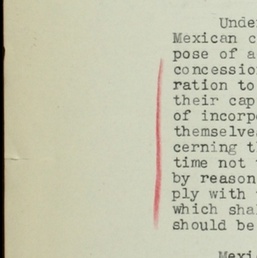 Unde
Mexican c
pose of a
concessio
ration to
their cap
of incorp
themselve
cerning t
time not
by reason
ply with
which sha
should be
Mexi